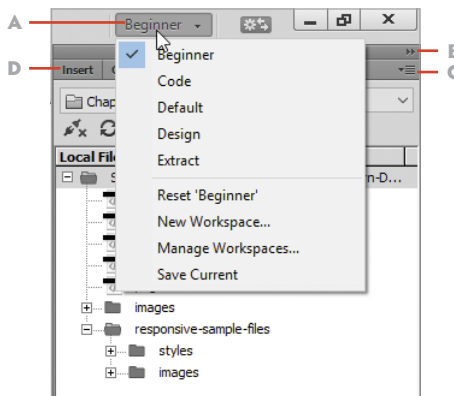 A
Beginner
Beginner
Code
Default
Design
Extract
Reset 'Beginner'
New Workspace...
Manage Workspaces...
Save Current
D
Insert
Chap
Local Fil
n-D...
images
responsive-sample-files
styles
images